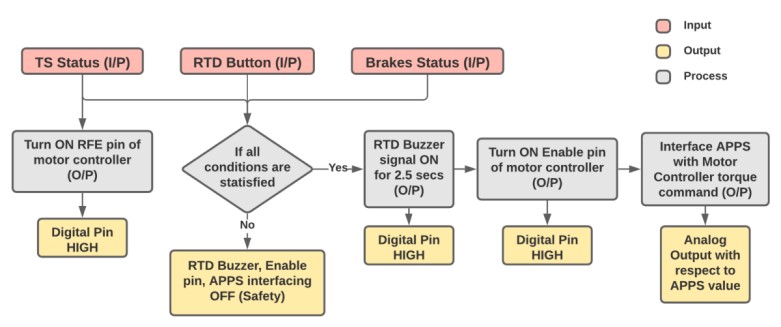 Input
Output
Process
TS Status (I/P)
RTD Button (I/P)
Brakes Status (I/P)
Turn ON RFE pin of
motor controller
(O/P)
If all
conditions are
statisfied
Yes
RTD Buzzer
signal ON
for 2.5 secs
(O/P)
Turn ON Enable pin
of motor controller
(O/P)
Interface APPS
with Motor
Controller torque
command (O/P)
No
Digital Pin
HIGH
RTD Buzzer, Enable
pin, APPS interfacing
OFF (Safety)
Digital Pin
HIGH
Digital Pin
HIGH
Analog
Output with
respect to
APPS value